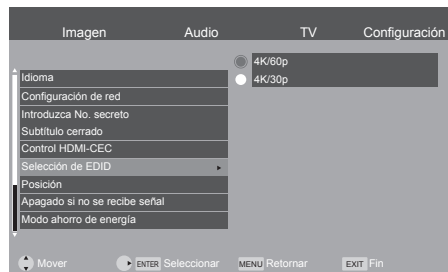 Imagen Audio TV Configuración
4K/60p
4K/30p
Idioma
Configuración de red
Introduzca No. secreto
Subtítulo cerrado
Control HDMI-CEC
Selección de EDID
Posición
Apagado si no se recibe señal
Modo ahorro de energía
Mover ENTER Seleccionar MENU Retornar EXIT Fin